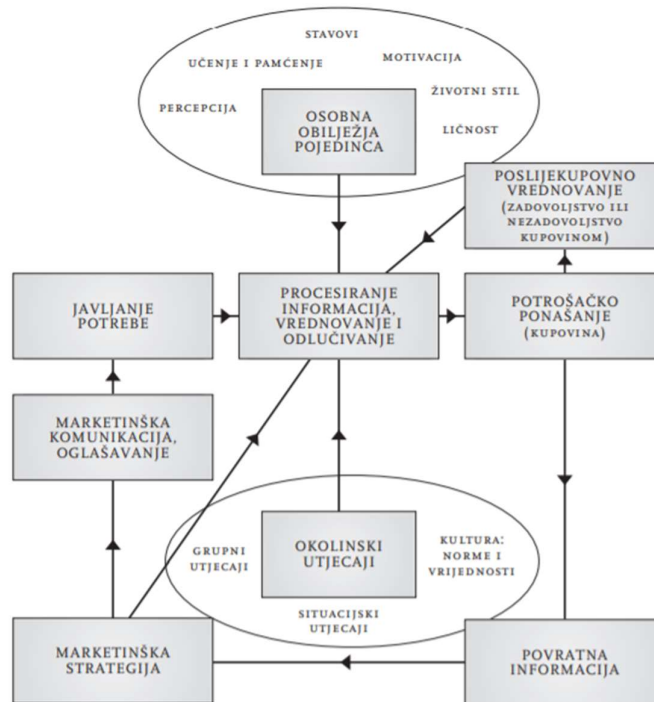 STAVOVI
UČENJE I PAMĆENJE
MOTIVACIJA
PERCEPCIJA
ŽIVOTNI STIL
LIČNOST
OSOBNA
OBILJEŽJA
POJEDINCA
POSLIJEKUPOVNO
VREDNOVANJE
(ZADOVOLJSTVO ILI
NEZADOVOLJSTVO
KUPOVINOM)
JAVLJANJE
POTREBE
PROCESIRANJE
INFORMACIJA,
VREDNOVANJE I
ODLUČIVANJE
POTROŠAČKO
PONAŠANJE
(KUPOVINA)
MARKETINŠKA
KOMUNIKACIJA,
OGLAŠAVANJE
GRUPNI
UTJECAJI
OKOLINSKI
UTJECAJI
KULTURA:
NORME I
VRIJEDNOSTI
SITUACIJSKI
UTJECAJI
MARKETINŠKA
STRATEGIJA
POVRATNA
INFORMACIJA